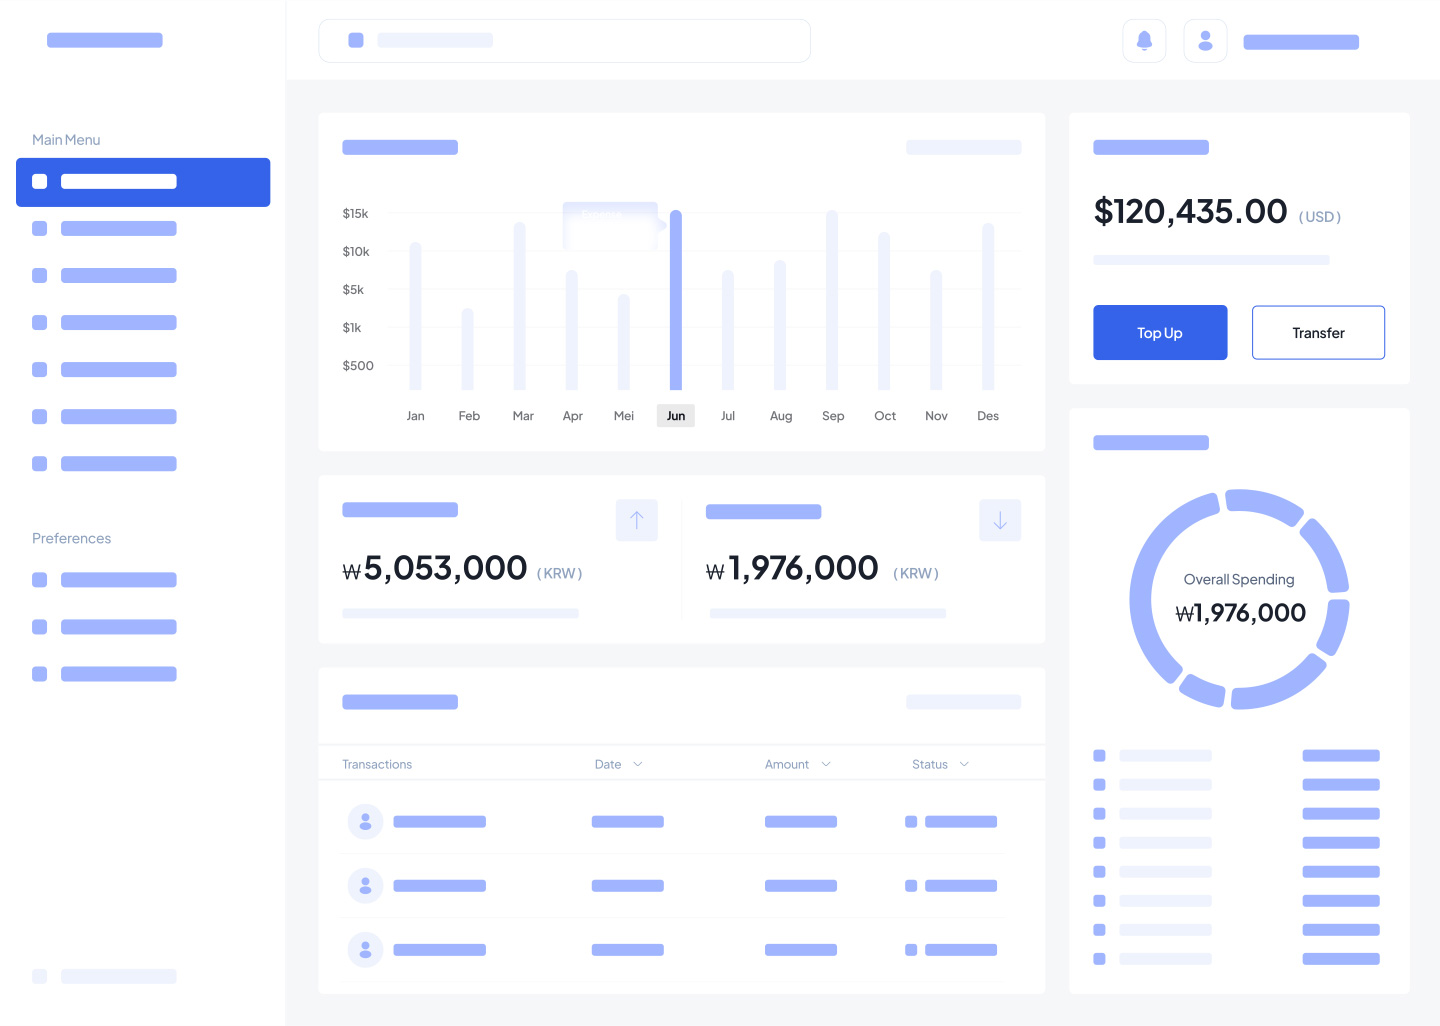 Main Menu
Preferences
$15k
$10k
$5k
$1k
$500
Jan Feb Mar Apr Mei Jun Jul Aug Sep Oct Nov Des
$120,435.00 (USD)
Top Up Transfer
₩5,053,000 (KRW)
₩1,976,000 (KRW)
Overall Spending
₩1,976,000
Transactions Date Amount Status